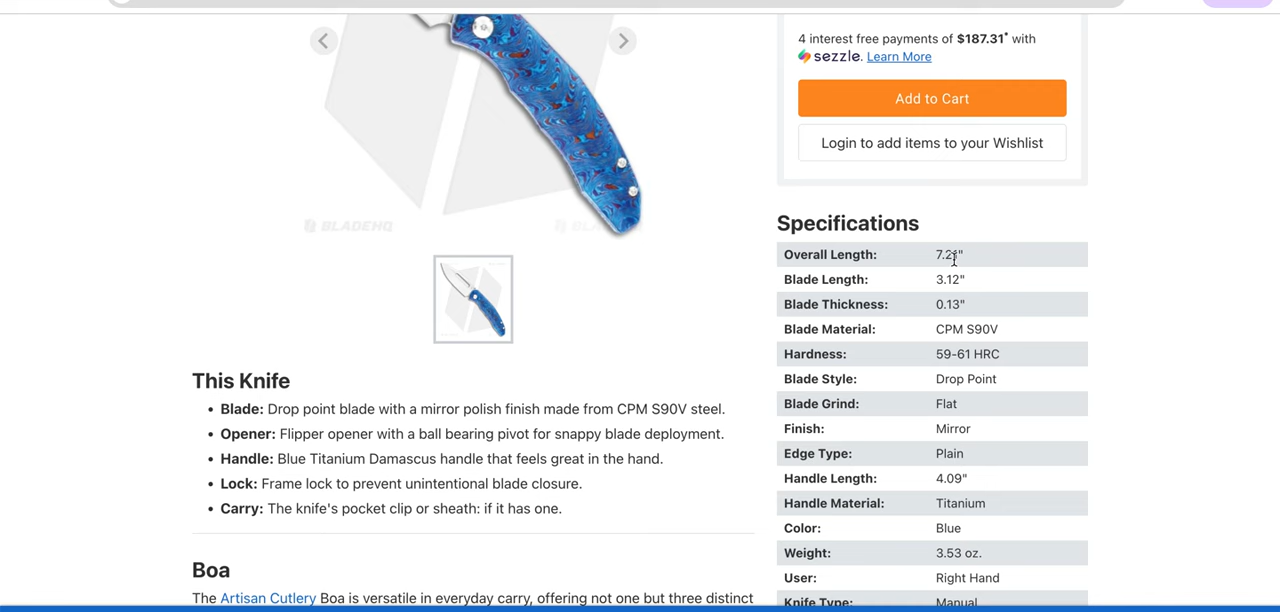 4 interest free payments of $187.31* with
sezzle. Learn More
Add to Cart
Login to add items to your Wishlist
BLADEHQ
Specifications
Overall Length: 7.21"
Blade Length: 3.12"
Blade Thickness: 0.13"
Blade Material: CPM S90V
Hardness: 59-61 HRC
Blade Style: Drop Point
Blade Grind: Flat
Finish: Mirror
Edge Type: Plain
Handle Length: 4.09"
Handle Material: Titanium
Color: Blue
Weight: 3.53 oz.
User: Right Hand
Knife Type: Manual
This Knife
• Blade: Drop point blade with a mirror polish finish made from CPM S90V steel.
• Opener: Flipper opener with a ball bearing pivot for snappy blade deployment.
• Handle: Blue Titanium Damascus handle that feels great in the hand.
• Lock: Frame lock to prevent unintentional blade closure.
• Carry: The knife's pocket clip or sheath: if it has one.
Boa
The Artisan Cutlery Boa is versatile in everyday carry, offering not one but three distinct